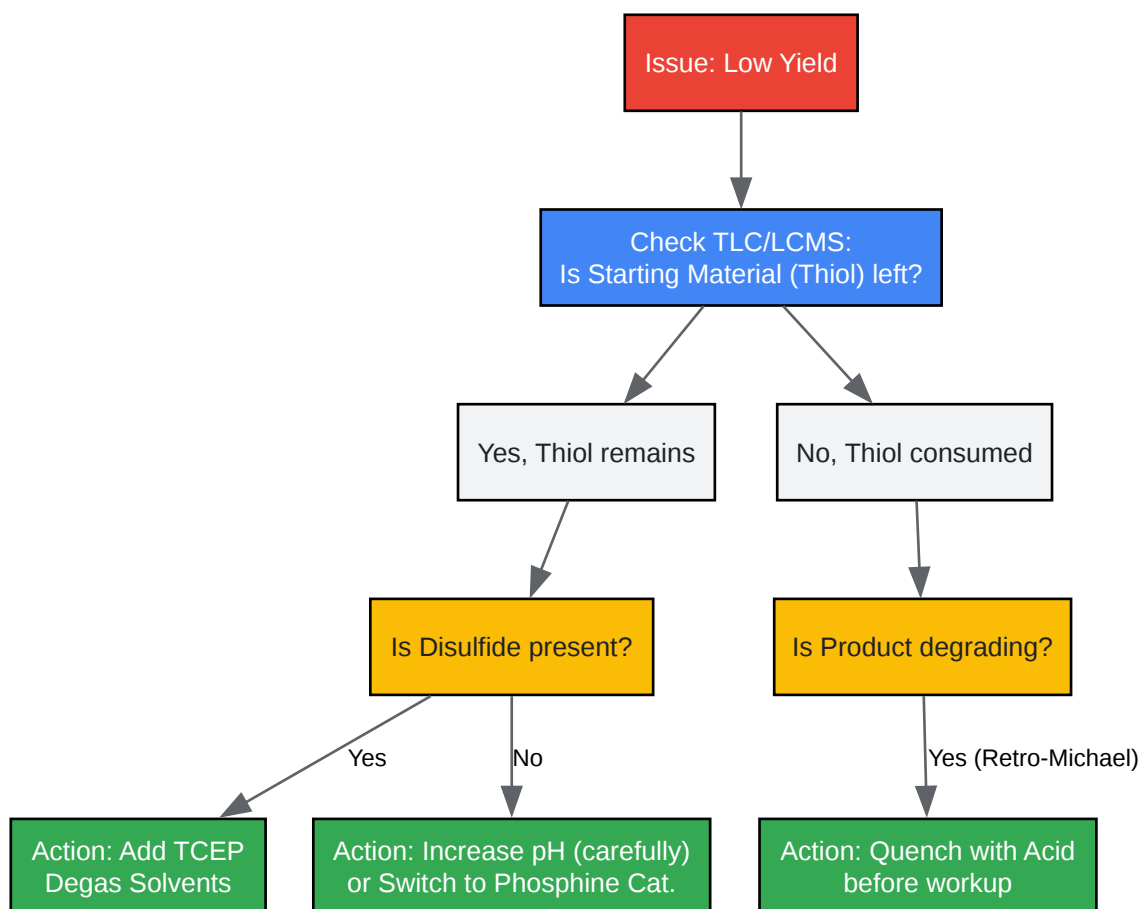 Issue: Low Yield
Check TLC/LCMS:
Is Starting Material (Thiol) left?
Yes, Thiol remains
No, Thiol consumed
Is Disulfide present?
Is Product degrading?
Yes
No
Yes (Retro-Michael)
Action: Add TCEP
Degas Solvents
Action: Increase pH (carefully)
or Switch to Phosphine Cat.
Action: Quench with Acid
before workup